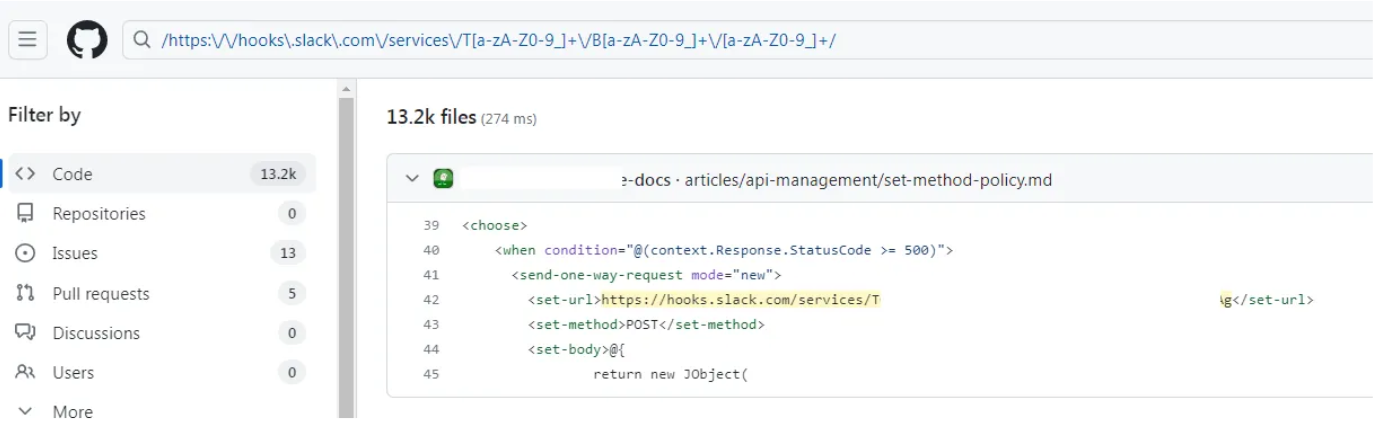 /https:\/\/hooks\.slack\.com\/services\/T[a-zA-Z0-9_]+\/B[a-zA-Z0-9_]+\/[a-zA-Z0-9_]+/
Filter by
Code 13.2k
Repositories 0
Issues 13
Pull requests 5
Discussions 0
Users 0
More
13.2k files (274 ms)
e-docs · articles/api-management/set-method-policy.md
39 <choose>
40 <when condition="@(context.Response.StatusCode >= 500)">
41 <send-one-way-request mode="new">
42 <set-url>https://hooks.slack.com/services/T g</set-url>
43 <set-method>POST</set-method>
44 <set-body>@{
45 return new JObject(